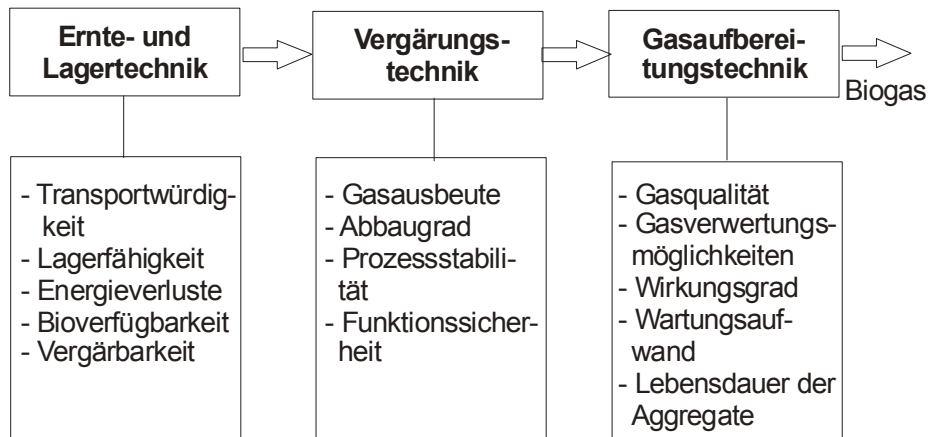 Ernte- und
Lagertechnik
Vergärungs-
technik
Gasaufberei-
tungstechnik
Biogas
- Transportwürdig-
keit
- Lagerfähigkeit
- Energieverluste
- Bioverfügbarkeit
- Vergärbarkeit
- Gasausbeute
- Abbaugrad
- Prozessstabili-
tät
- Funktionssicher-
heit
- Gasqualität
- Gasverwertungs-
möglichkeiten
- Wirkungsgrad
- Wartungsauf-
wand
- Lebensdauer der
Aggregate